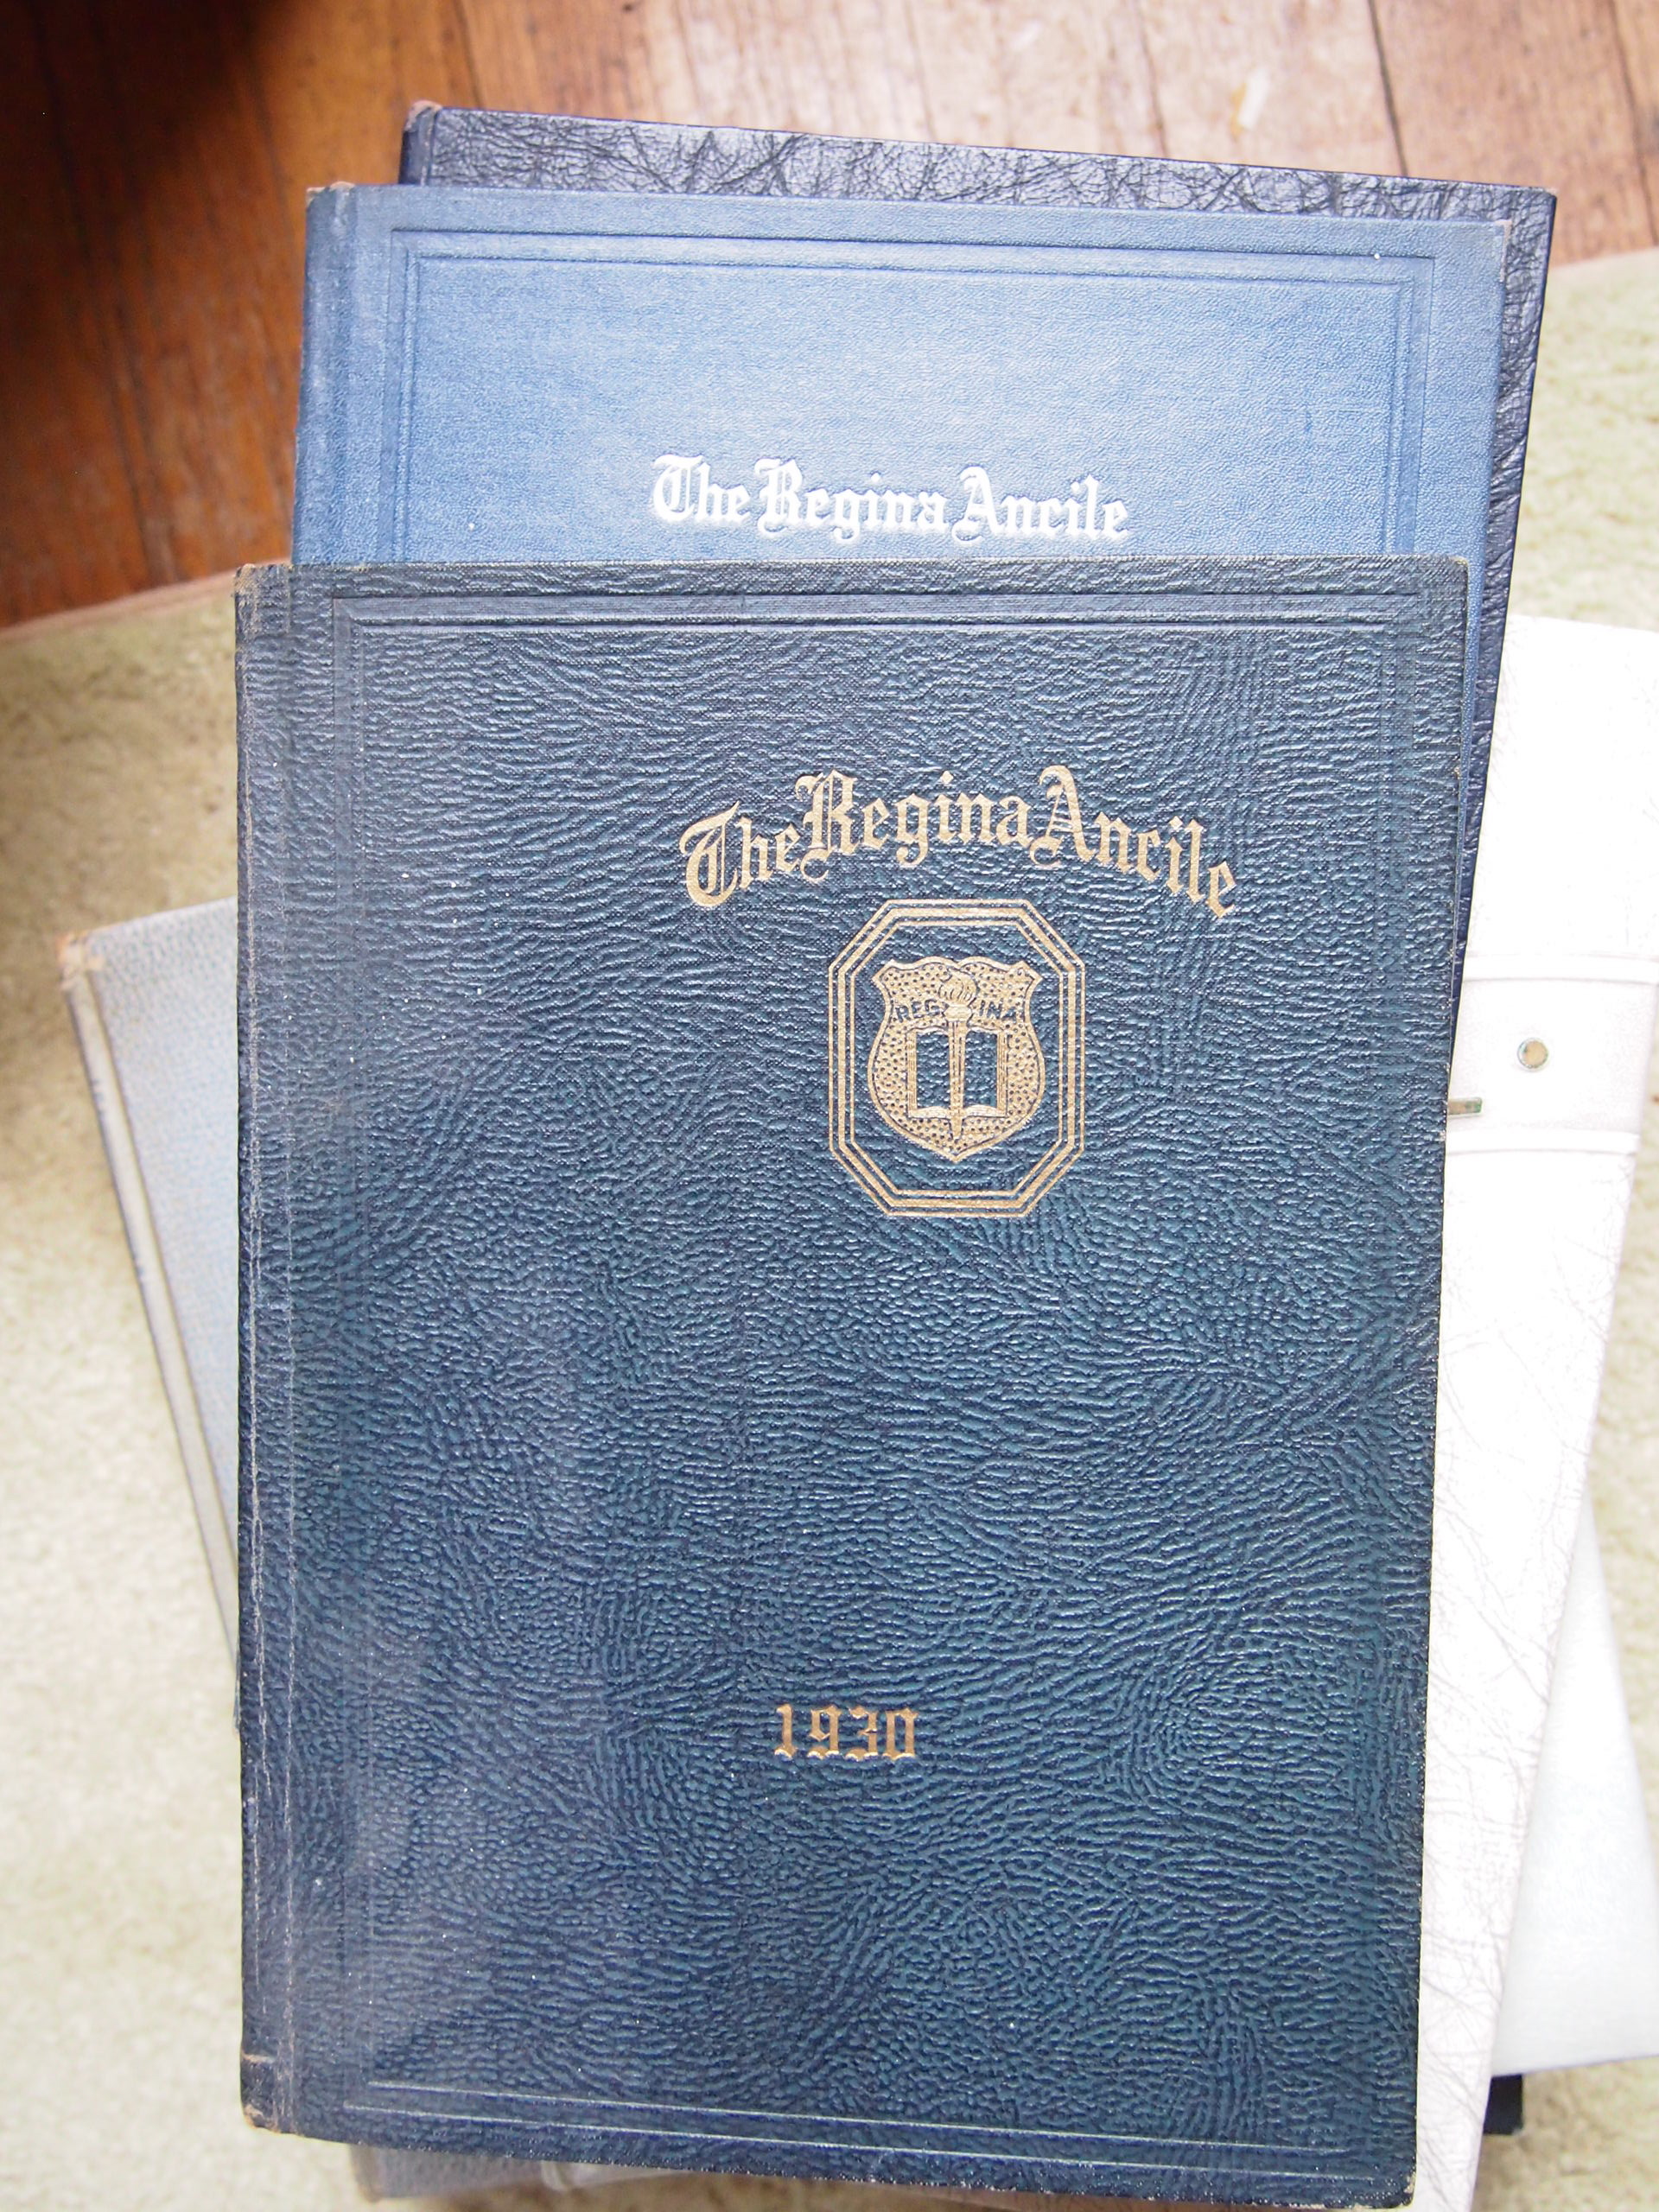 The Regina Ancile
The Regina Ancile
REGINA
1930